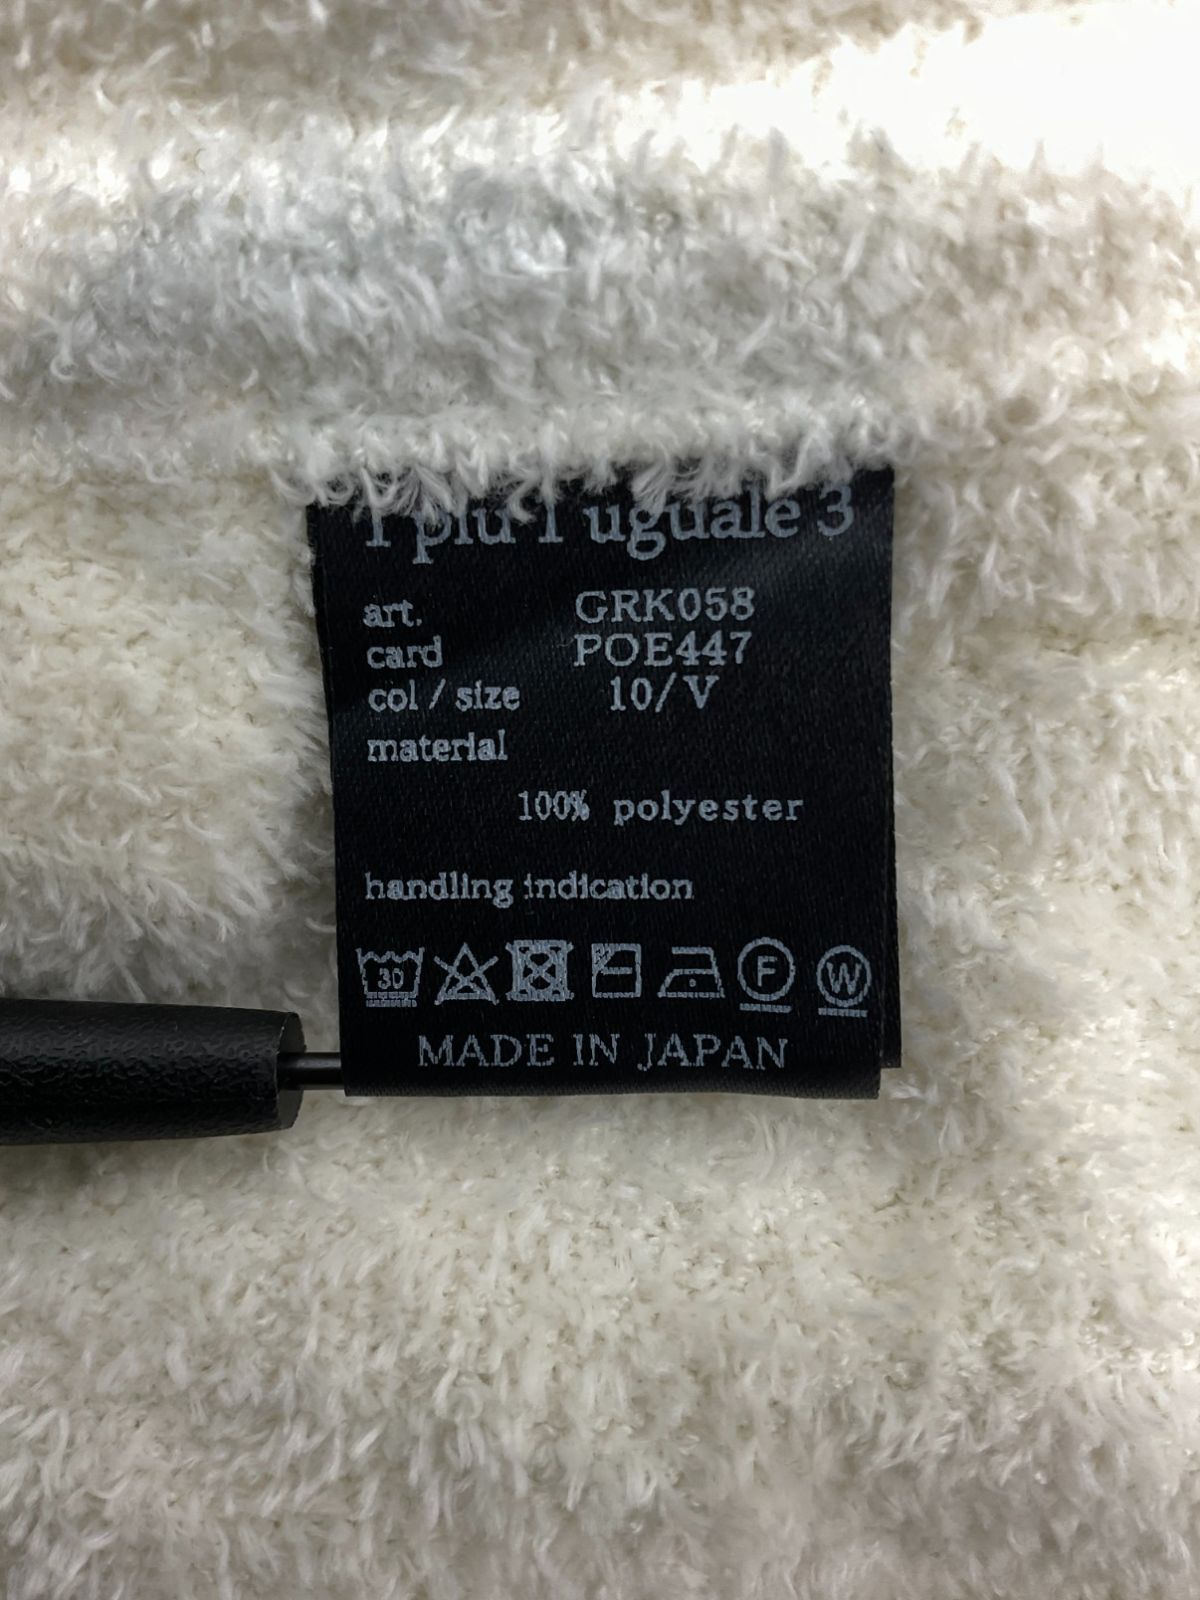 1 piu 1 uguale 3
art. GRK058
card POE447
col / size 10/V
material
100% polyester
handling indication
30 F W
MADE IN JAPAN